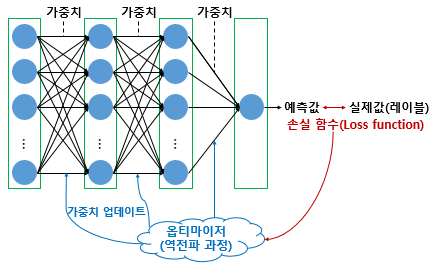 가중치
가중치
가중치
예측값
실제값(레이블)
손실 함수(Loss function)
가중치 업데이트
옵티마이저
(역전파 과정)